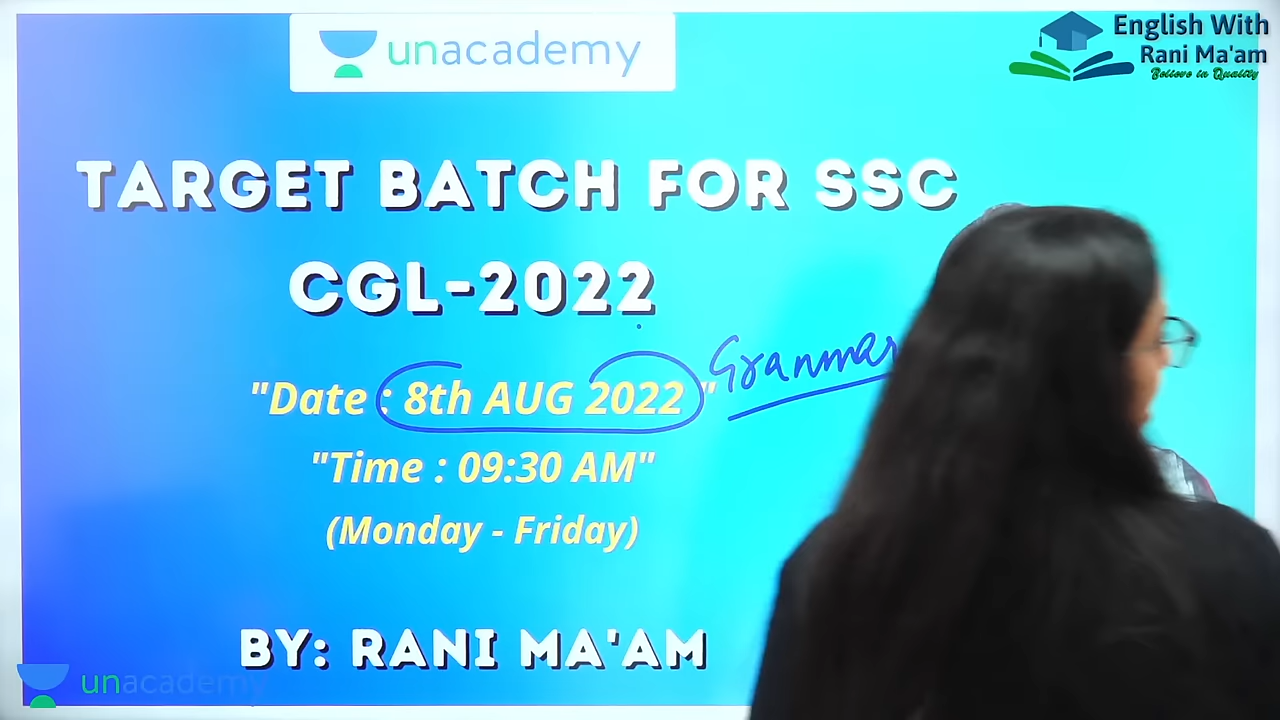 unacademy
English With
Rani Ma'am
Believe in Quality
TARGET BATCH FOR SSC
CGL-2022
"Date : 8th AUG 2022 "
Grammar
"Time : 09:30 AM"
(Monday - Friday)
BY: RANI MA'AM
unacademy